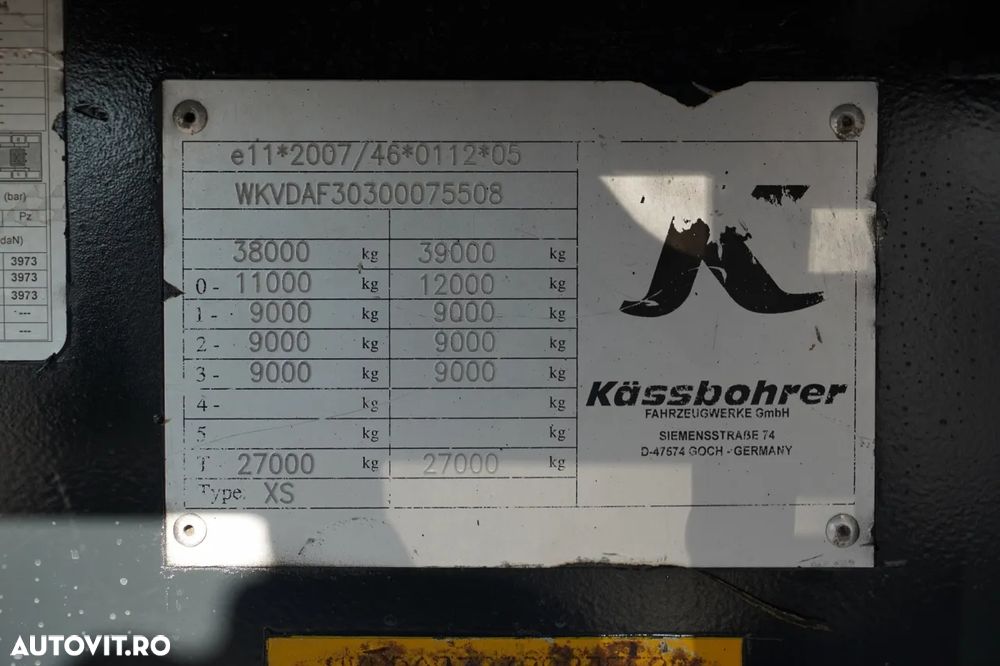 (bar)
Pz
daN)
3973
3973
3973
---
---
e11*2007/46*0112*05
WKVDAF30300075508
38000 kg 39000 kg
0- 11000 kg 12000 kg
1- 9000 kg 9000 kg
2- 9000 kg 9000 kg
3- 9000 kg 9000 kg
4- kg kg
5 kg kg
T 27000 kg 27000 kg
Type: XS
Kässbohrer
FAHRZEUGWERKE GmbH
SIEMENSSTRAßE 74
D-47574 GOCH - GERMANY
AUTOVIT.RO